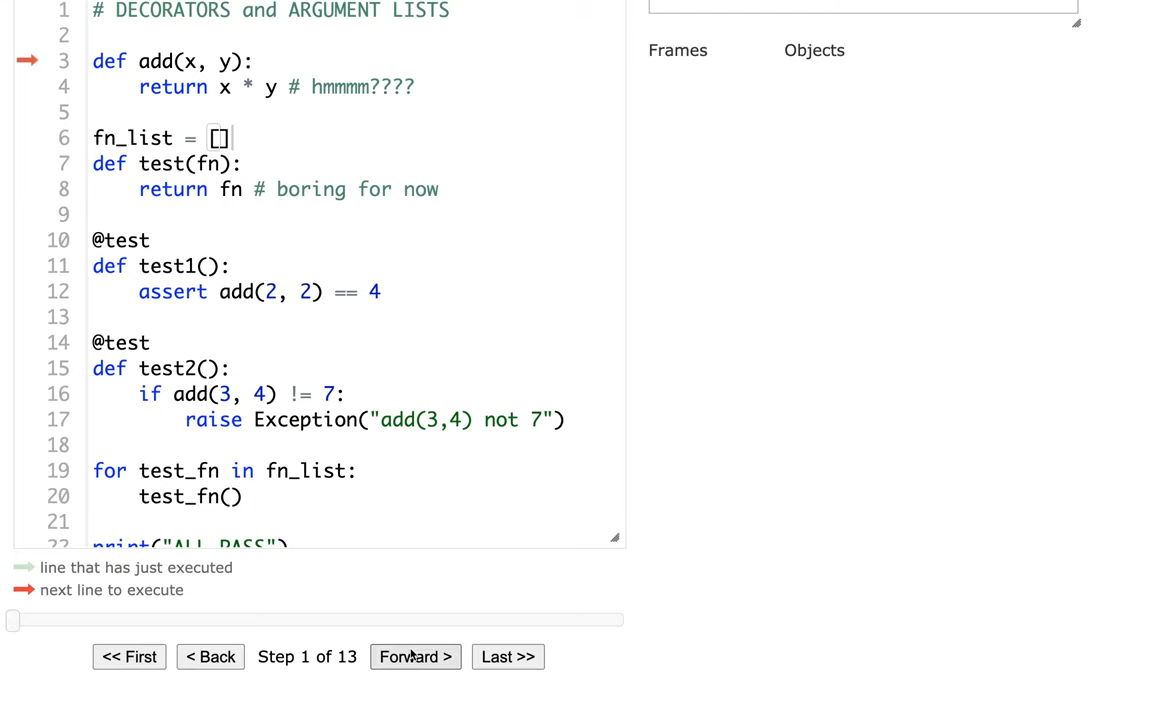 1 # DECORATORS and ARGUMENT LISTS
2
3 def add(x, y):
4 return x * y # hmmmm????
5
6 fn_list = []
7 def test(fn):
8 return fn # boring for now
9
10 @test
11 def test1():
12 assert add(2, 2) == 4
13
14 @test
15 def test2():
16 if add(3, 4) != 7:
17 raise Exception("add(3,4) not 7")
18
19 for test_fn in fn_list:
20 test_fn()
21
22 print("ALL PASS")
line that has just executed
next line to execute
<< First < Back Step 1 of 13 Forward > Last >>
Frames Objects